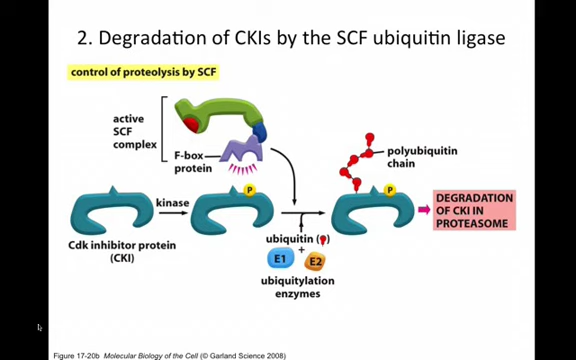 2. Degradation of CKIs by the SCF ubiquitin ligase
control of proteolysis by SCF
active
SCF
complex
F-box
protein
polyubiquitin
chain
P
P
kinase
Cdk inhibitor protein
(CKI)
ubiquitin ( )
+
E1
E2
ubiquitylation
enzymes
DEGRADATION
OF CKI IN
PROTEASOME
Figure 17-20b Molecular Biology of the Cell (© Garland Science 2008)